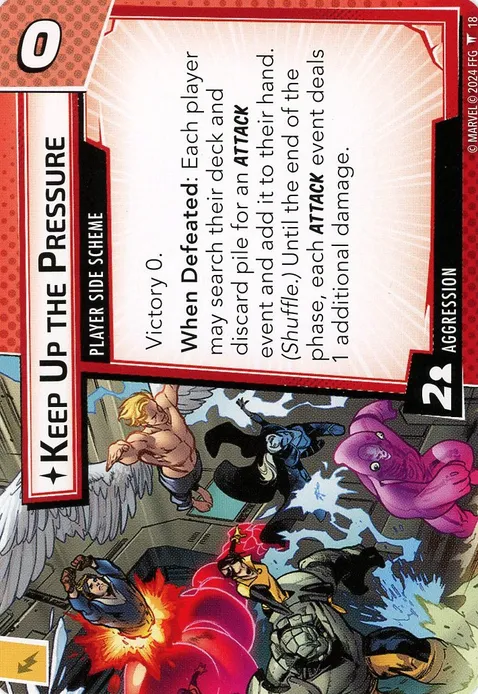 0
KEEP UP THE PRESSURE
PLAYER SIDE SCHEME
Victory 0.
When Defeated: Each player
may search their deck and
discard pile for an ATTACK
event and add it to their hand.
(Shuffle.) Until the end of the
phase, each ATTACK event deals
1 additional damage.
2
AGGRESSION
© MARVEL © 2024 FFG 18